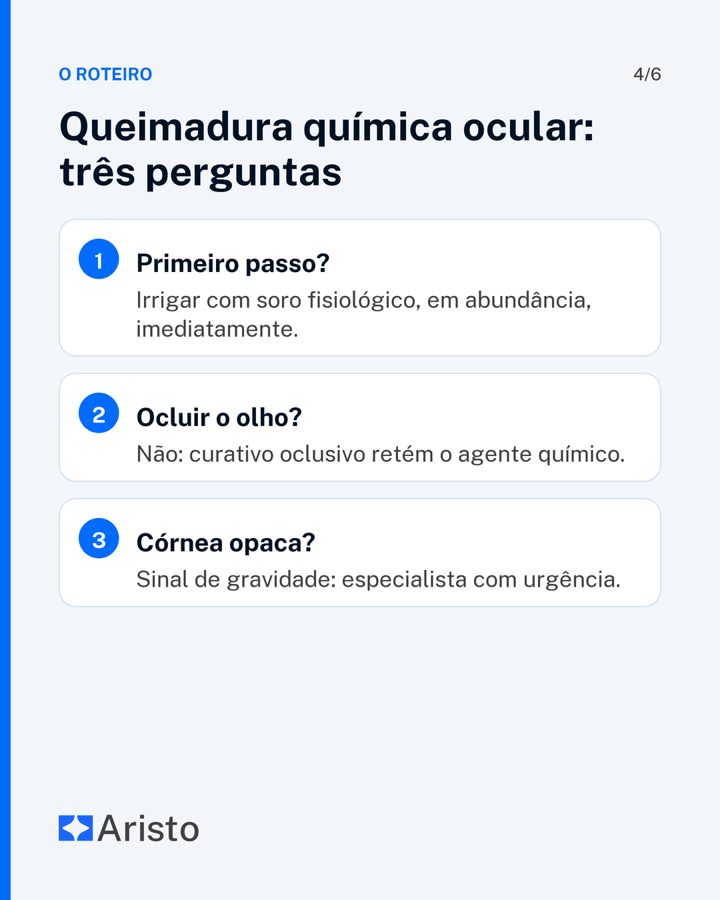 O ROTEIRO
4/6
Queimadura química ocular:
três perguntas
1
Primeiro passo?
Irrigar com soro fisiológico, em abundância,
imediatamente.
2
Ocluir o olho?
Não: curativo oclusivo retém o agente químico.
3
Córnea opaca?
Sinal de gravidade: especialista com urgência.
Aristo